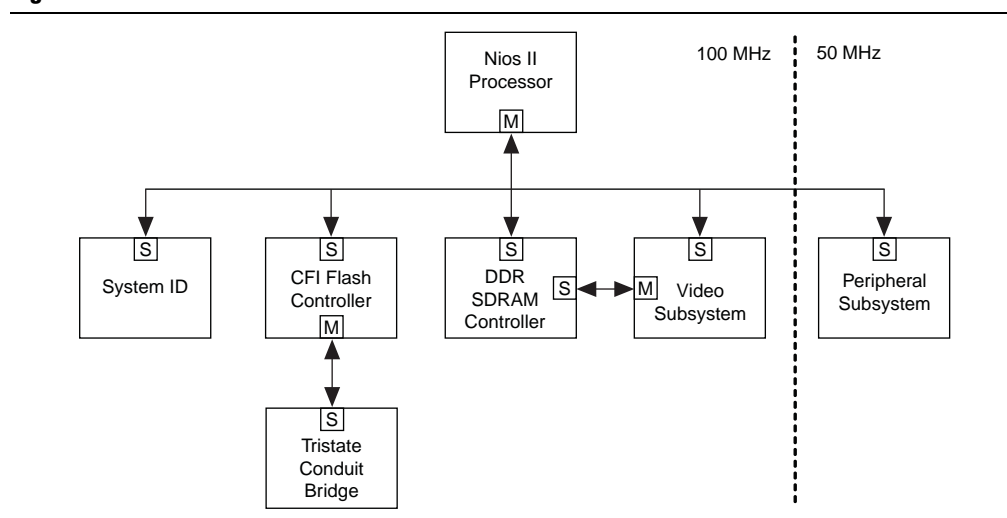 Nios II
Processor
M
100 MHz
50 MHz
S
System ID
S
CFI Flash
Controller
M
S
DDR
SDRAM
Controller
S
S
M
Video
Subsystem
S
Peripheral
Subsystem
S
Tristate
Conduit
Bridge